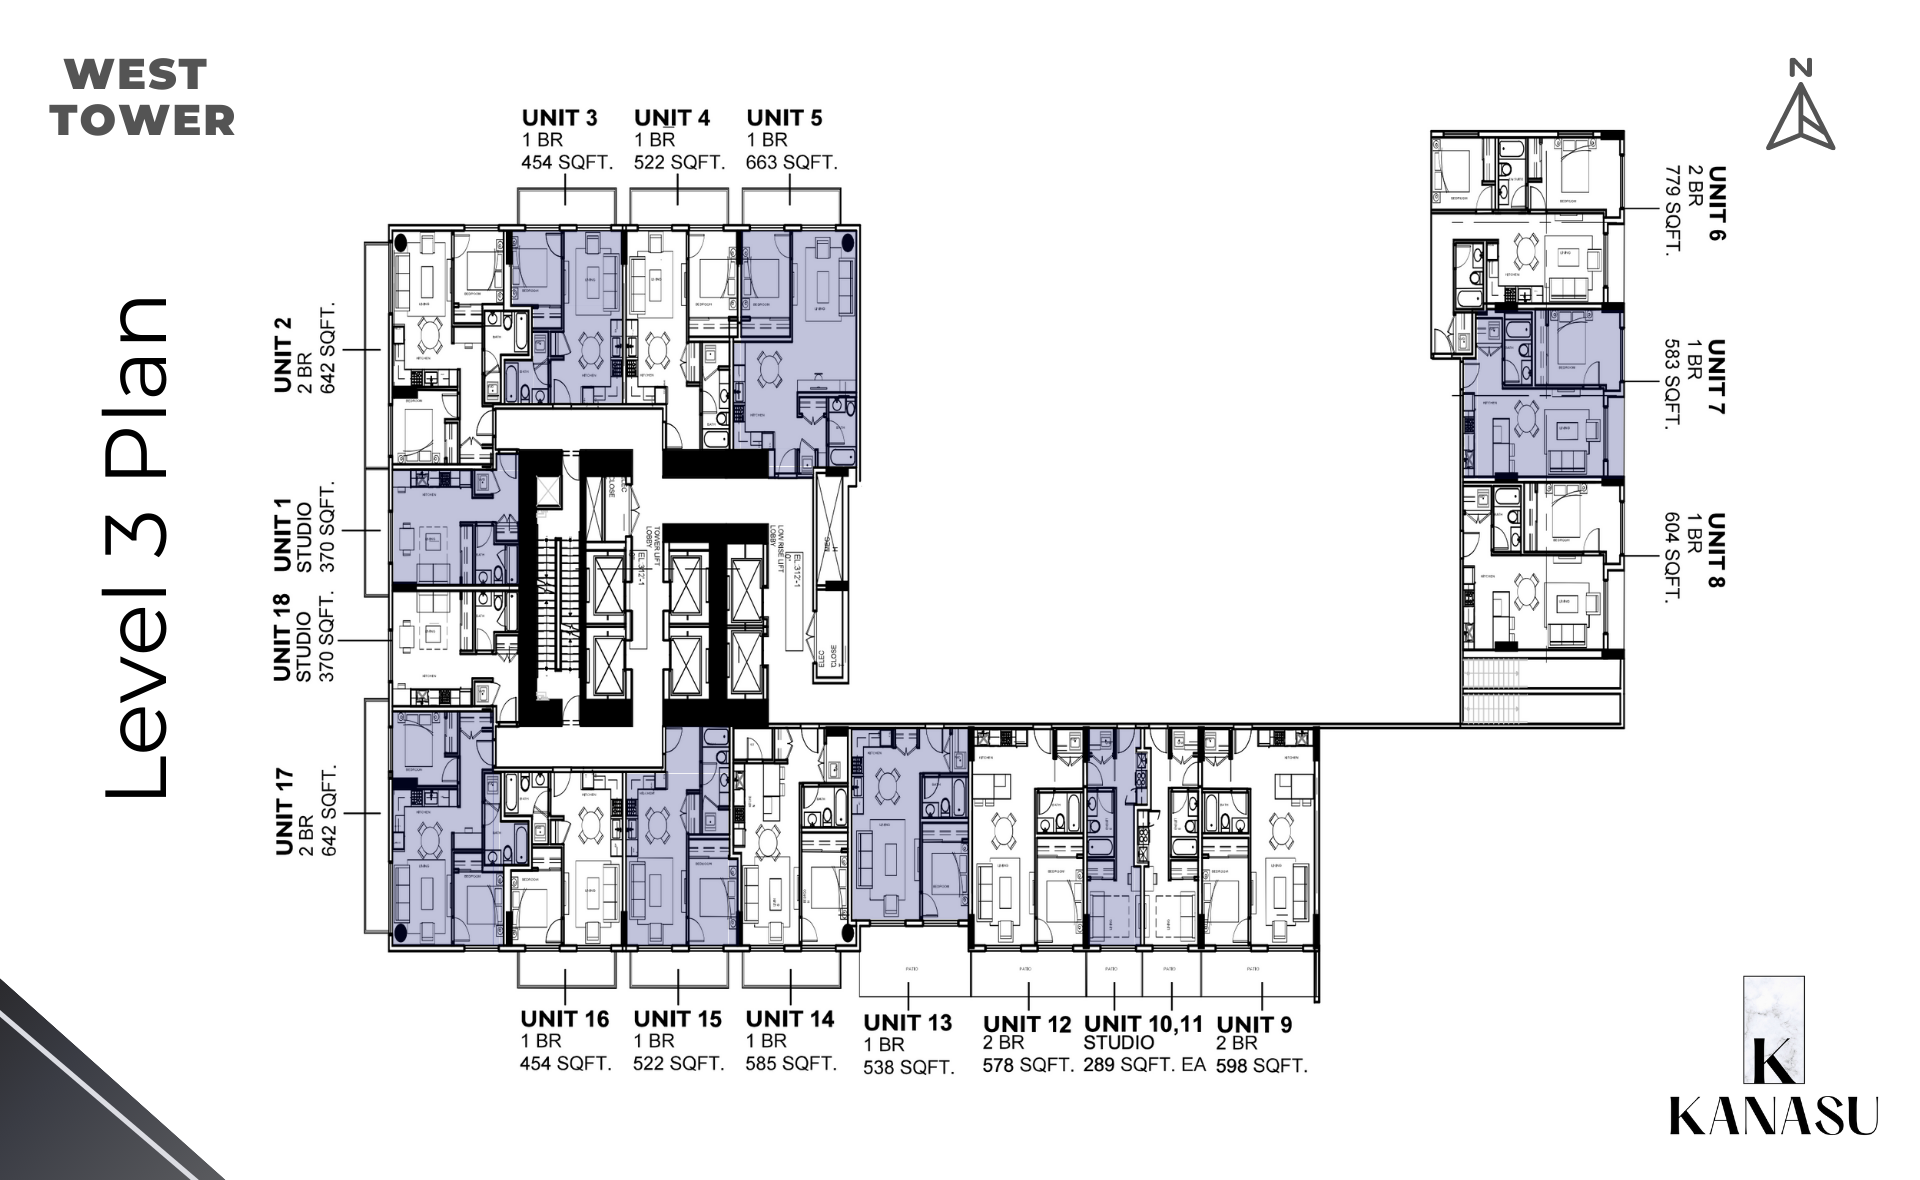 WEST
TOWER
N
Level 3 Plan
UNIT 3
1 BR
454 SQFT.
UNIT 4
1 BR
522 SQFT.
UNIT 5
1 BR
663 SQFT.
UNIT 6
2 BR
779 SQFT.
UNIT 7
1 BR
583 SQFT.
UNIT 8
1 BR
604 SQFT.
UNIT 2
2 BR
642 SQFT.
UNIT 1
STUDIO
370 SQFT.
UNIT 18
STUDIO
370 SQFT.
UNIT 17
2 BR
642 SQFT.
ELEC
CLOSE
TOWER LIFT
LOBBY
LOW RISE LIFT
LOBBY
ELEC
CLOSE
PATIO
PATIO
PATIO
PATIO
PATIO
UNIT 16
1 BR
454 SQFT.
UNIT 15
1 BR
522 SQFT.
UNIT 14
1 BR
585 SQFT.
UNIT 13
1 BR
538 SQFT.
UNIT 12
2 BR
578 SQFT.
UNIT 10,11
STUDIO
289 SQFT. EA
UNIT 9
2 BR
598 SQFT.
K
KANASU